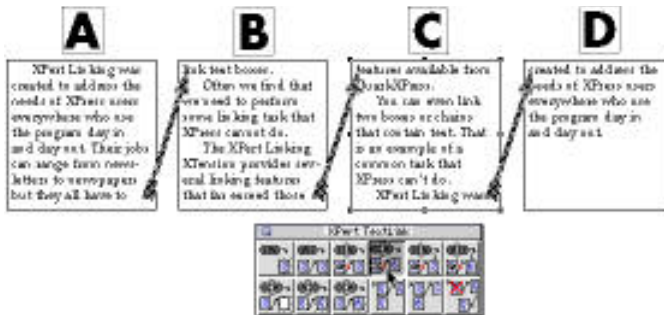 A
B
C
D
XPert Linking was
created to address the
needs of XPress users
everywhere who use
the program day in
and day out. Their jobs
can range from news-
letters to newspapers
but they all have to
link text boxes.
Often we find that
we need to perform
some linking task that
XPress cannot do.
The XPert Linking
XTension provides sev-
eral linking features
that far exceed those
features available from
QuarkXPress.
You can even link
two boxes or chains
that contain text. That
is an example of a
common task that
XPress can't do.
XPert Linking was
created to address the
needs of XPress users
everywhere who use
the program day in
and day out.
XPert TextLink